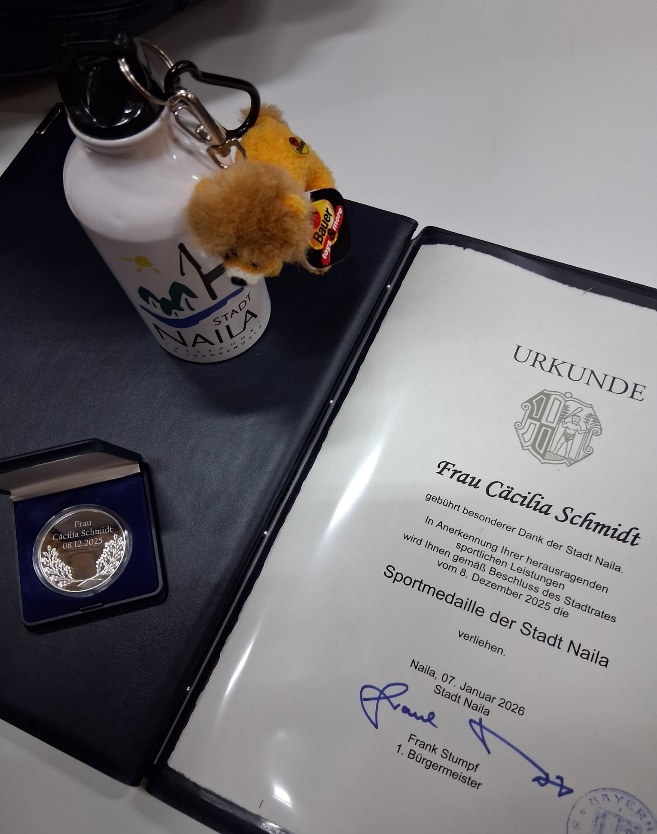 Bauer
STADT
NAILA
Frau
Cäcilia Schmidt
08.12.2025
URKUNDE
Frau Cäcilia Schmidt
gebührt besonderer Dank der Stadt Naila.
In Anerkennung Ihrer herausragenden
sportlichen Leistungen
wird Ihnen gemäß Beschluss des Stadtrates
vom 8. Dezember 2025 die
Sportmedaille der Stadt Naila
verliehen.
Naila, 07. Januar 2026
Stadt Naila
Frank Stumpf
1. Bürgermeister
BAYERN